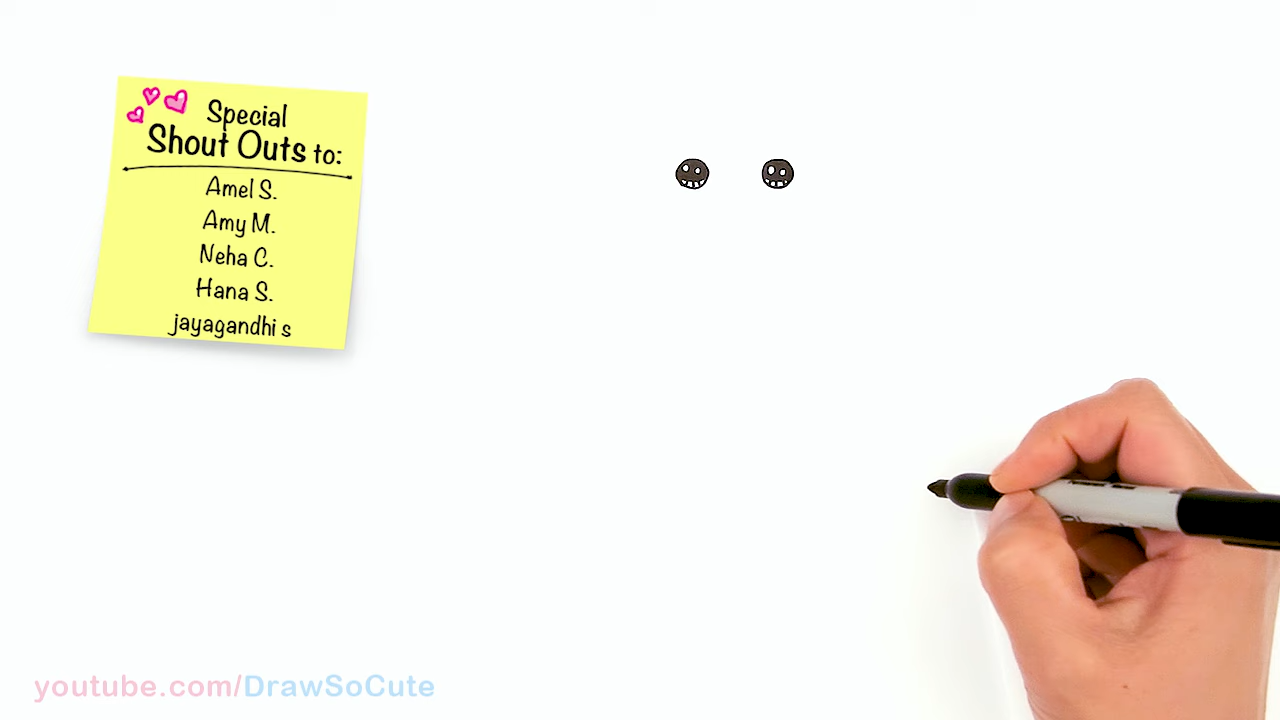 Special
Shout Outs to:
Amel S.
Amy M.
Neha C.
Hana S.
jayagandhi s
youtube.com/DrawSoCute